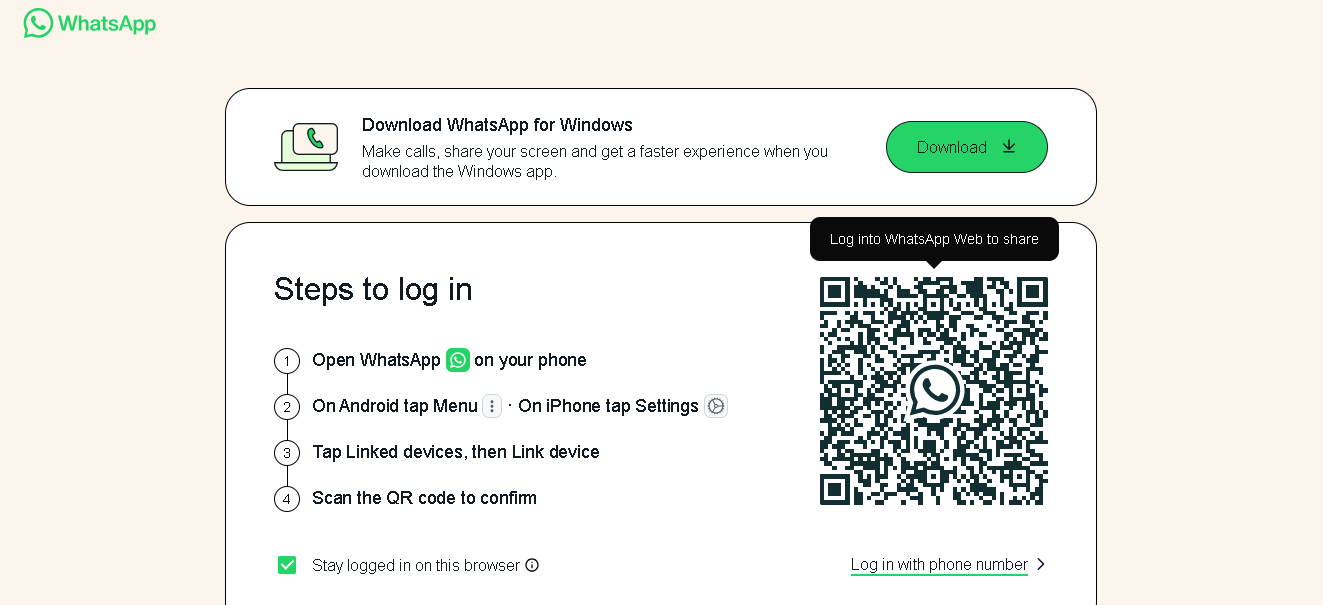 WhatsApp
Download WhatsApp for Windows
Make calls, share your screen and get a faster experience when you
download the Windows app.
Download
Log into WhatsApp Web to share
Steps to log in
1 Open WhatsApp on your phone
2 On Android tap Menu · On iPhone tap Settings
3 Tap Linked devices, then Link device
4 Scan the QR code to confirm
Stay logged in on this browser
Log in with phone number